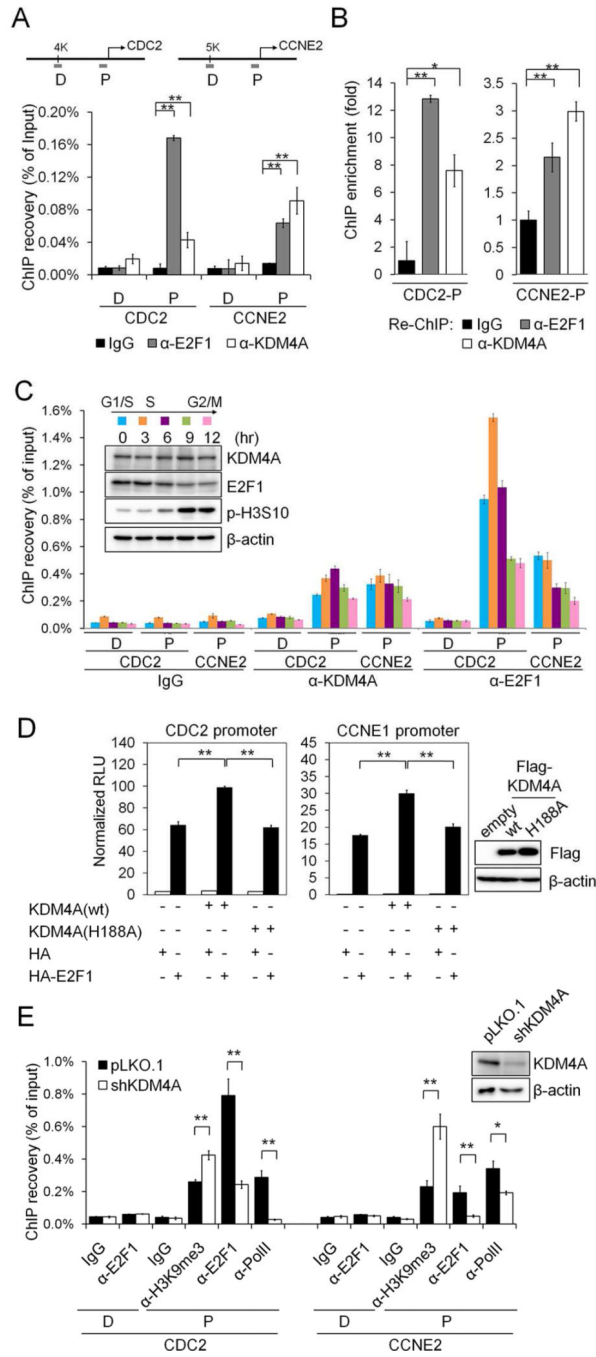 A
4K
CDC2
5K
CCNE2
D P D P
ChIP recovery (% of Input)
0.20%
0.16%
0.12%
0.08%
0.04%
0.00%
** ** ** **
D P D P
CDC2 CCNE2
IgG α-E2F1 α-KDM4A
B
ChIP enrichment (fold)
14
12
10
8
6
4
2
0
* **
CDC2-P
4
3.5
3
2.5
2
1.5
1
0.5
0
** **
CCNE2-P
Re-ChIP: IgG α-E2F1
α-KDM4A
C
ChIP recovery (% of input)
1.6%
1.4%
1.2%
1.0%
0.8%
0.6%
0.4%
0.2%
0.0%
G1/S S G2/M
0 3 6 9 12 (hr)
KDM4A
E2F1
p-H3S10
β-actin
D P P D P P D P P
CDC2 CCNE2 CDC2 CCNE2 CDC2 CCNE2
IgG α-KDM4A α-E2F1
D
CDC2 promoter
Normalized RLU
140
120
100
80
60
40
20
0
** **
CCNE1 promoter
45
40
35
30
25
20
15
10
5
0
** **
Flag-
KDM4A
empty
wt
H188A
Flag
β-actin
KDM4A(wt) - - + + - - - - + + - -
KDM4A(H188A) - - - - + + - - - - + +
HA + - + - + - + - + - + -
HA-E2F1 - + - + - + - + - + - +
E
ChIP recovery (% of input)
1.0%
0.8%
0.6%
0.4%
0.2%
0.0%
pLKO.1
shKDM4A
** ** ** ** ** *
pLKO.1
shKDM4A
KDM4A
β-actin
IgG α-E2F1 IgG α-H3K9me3 α-E2F1 α-PolII IgG α-E2F1 IgG α-H3K9me3 α-E2F1 α-PolII
D P D P
CDC2 CCNE2